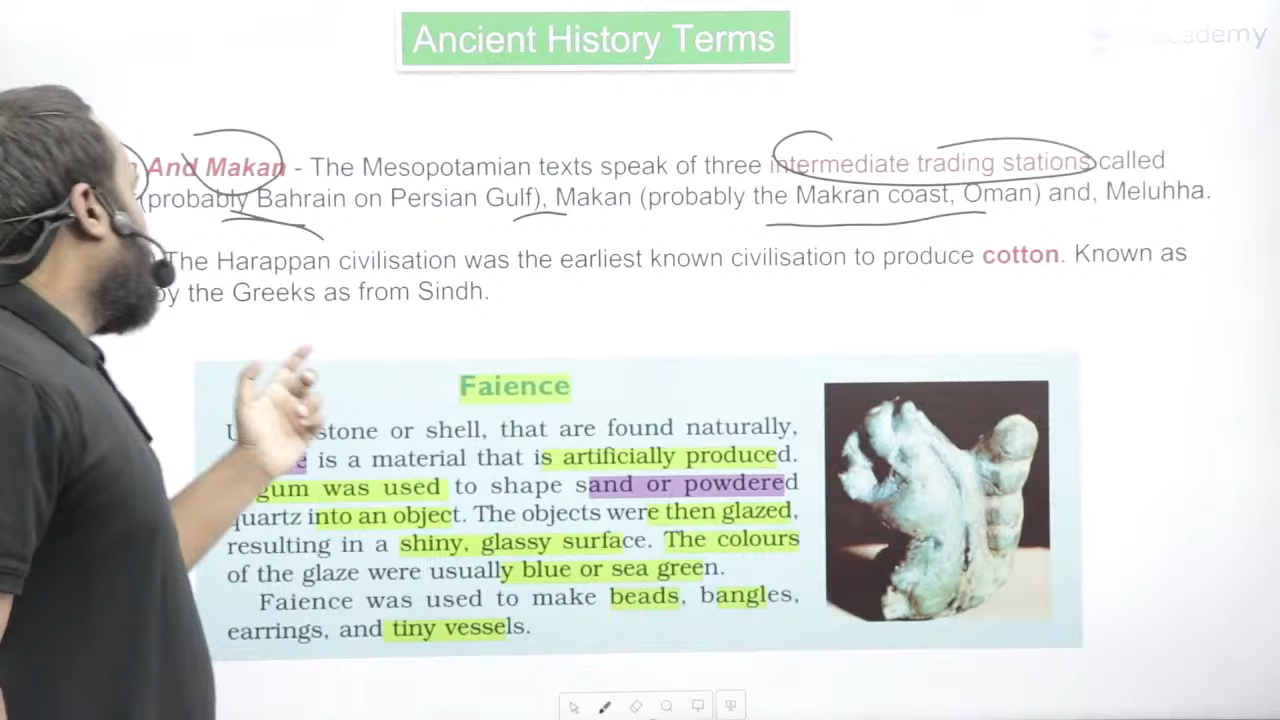 Ancient History Terms
academy
And Makan - The Mesopotamian texts speak of three intermediate trading stations called
(probably Bahrain on Persian Gulf), Makan (probably the Makran coast, Oman) and, Meluhha.
The Harappan civilisation was the earliest known civilisation to produce cotton. Known as
by the Greeks as from Sindh.
Faience
stone or shell, that are found naturally,
is a material that is artificially produced.
gum was used to shape sand or powdered
quartz into an object. The objects were then glazed,
resulting in a shiny, glassy surface. The colours
of the glaze were usually blue or sea green.
Faience was used to make beads, bangles,
earrings, and tiny vessels.